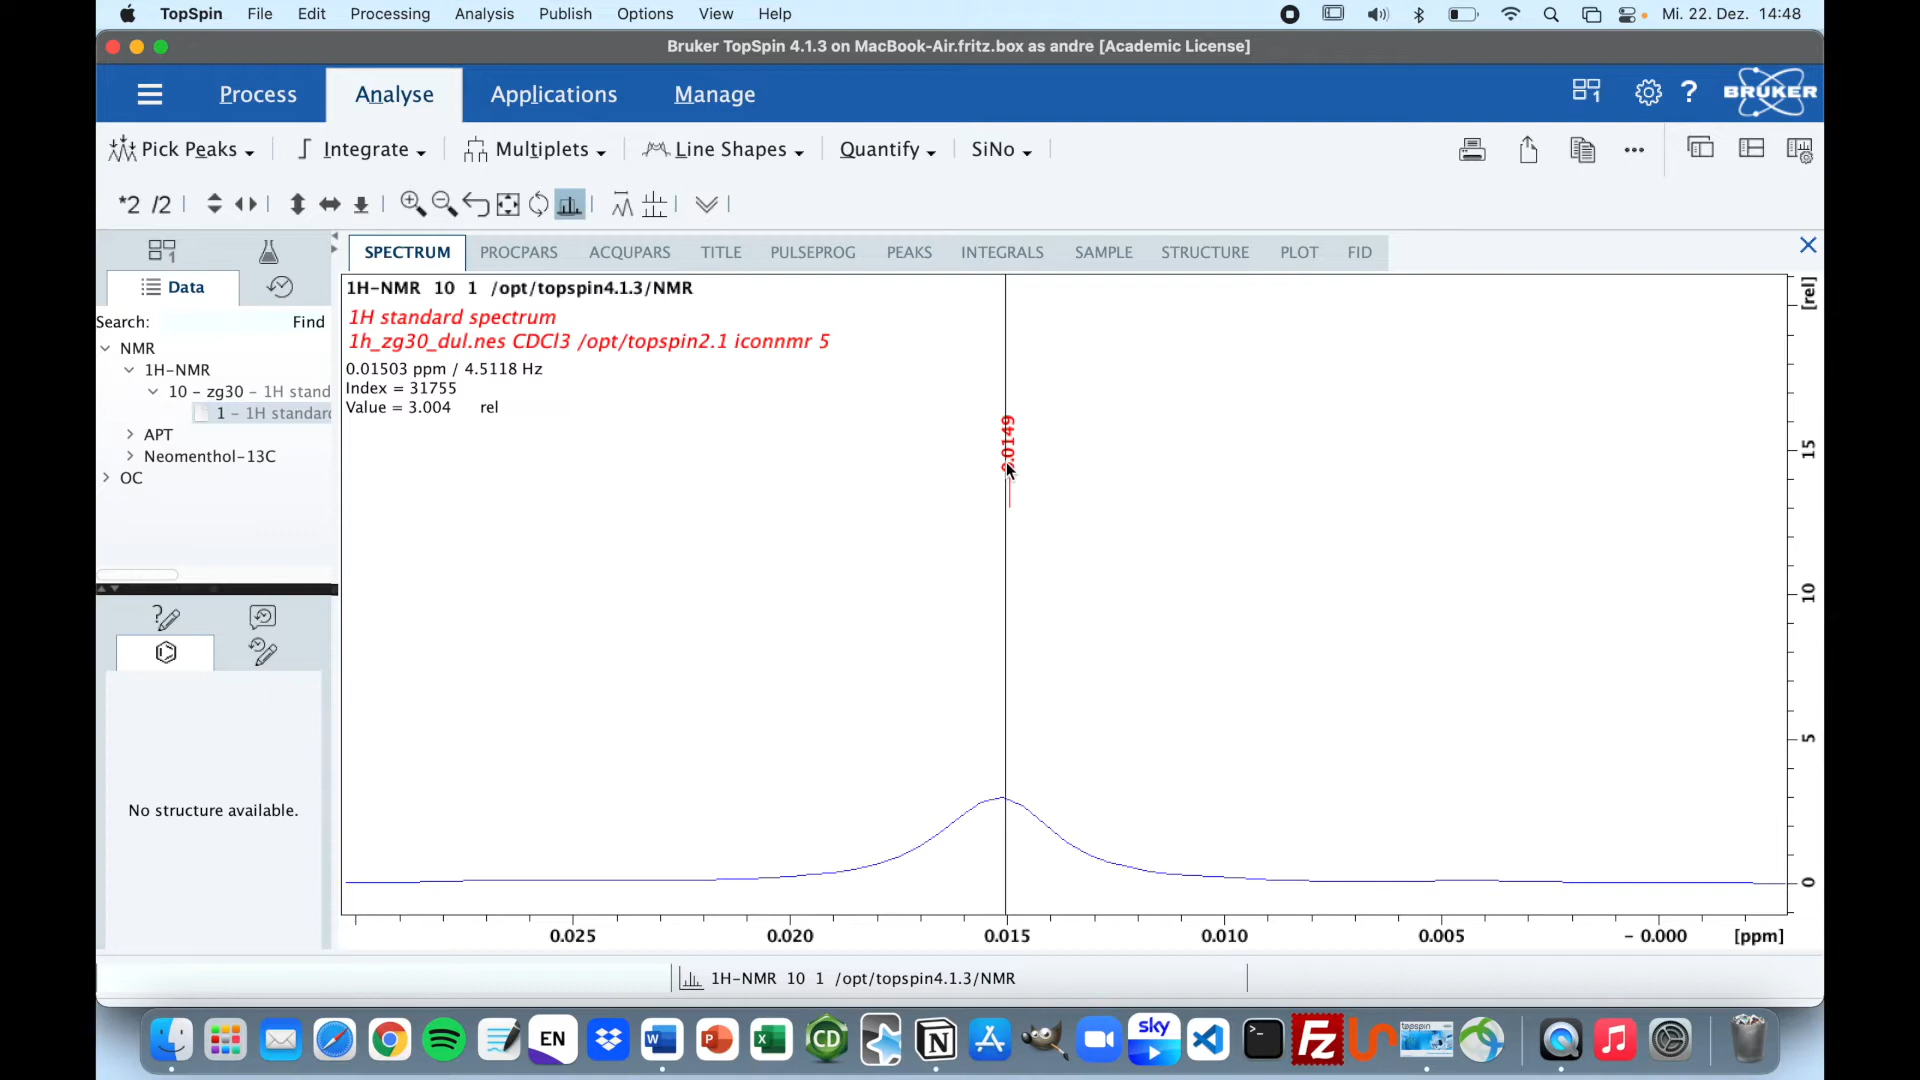 TopSpin File Edit Processing Analysis Publish Options View Help Mi. 22. Dez. 14:48
Bruker TopSpin 4.1.3 on MacBook-Air.fritz.box as andre [Academic License]
Process Analyse Applications Manage 1 ? BRUKER
Pick Peaks Integrate Multiplets Line Shapes Quantify SiNo
*2 /2
1
Data
SPECTRUM PROCPARS ACQUPARS TITLE PULSEPROG PEAKS INTEGRALS SAMPLE STRUCTURE PLOT FID
Search: Find
NMR
1H-NMR
10 - zg30 - 1H stand
1 - 1H standar
APT
Neomenthol-13C
OC
No structure available.
1H-NMR 10 1 /opt/topspin4.1.3/NMR
1H standard spectrum
1h_zg30_dul.nes CDCl3 /opt/topspin2.1 iconnmr 5
0.01503 ppm / 4.5118 Hz
Index = 31755
Value = 3.004 rel
0.0149
[rel]
15
10
5
0
0.025 0.020 0.015 0.010 0.005 - 0.000 [ppm]
1H-NMR 10 1 /opt/topspin4.1.3/NMR
EN W P X CD N sky >_ Fz topspin